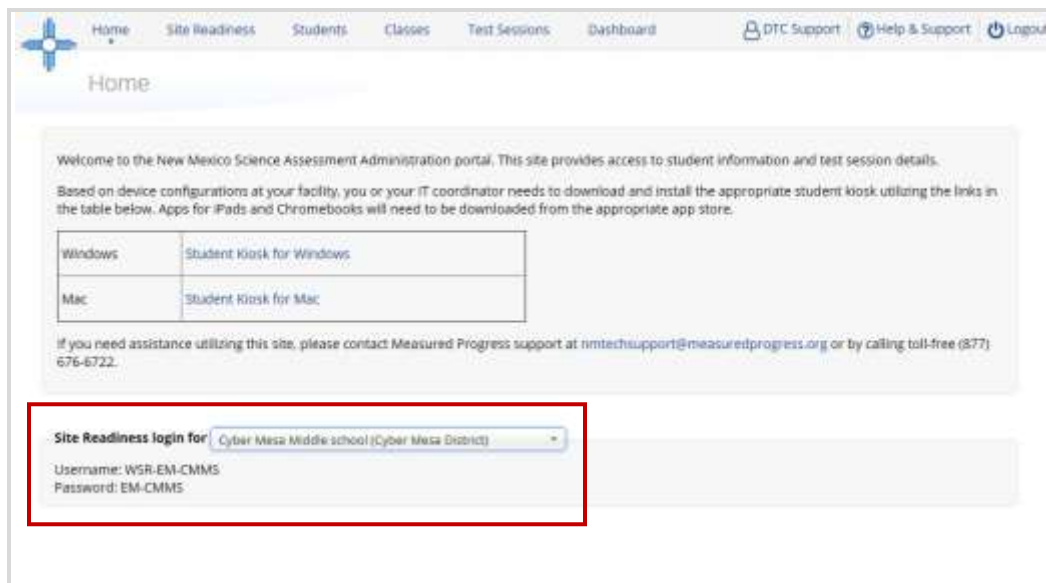 Home Site Readiness Students Classes Test Sessions Dashboard DTC Support Help & Support Logout
Home
Welcome to the New Mexico Science Assessment Administration portal. This site provides access to student information and test session details.
Based on device configurations at your facility, you or your IT coordinator needs to download and install the appropriate student kiosk utilizing the links in
the table below. Apps for iPads and Chromebooks will need to be downloaded from the appropriate app store.
Windows Student Kiosk for Windows
Mac Student Kiosk for Mac
If you need assistance utilizing this site, please contact Measured Progress support at nmtechsupport@measuredprogress.org or by calling toll-free (877)
676-6722.
Site Readiness login for Cyber Mesa Middle school (Cyber Mesa District)
Username: WSR-EM-CMMS
Password: EM-CMMS